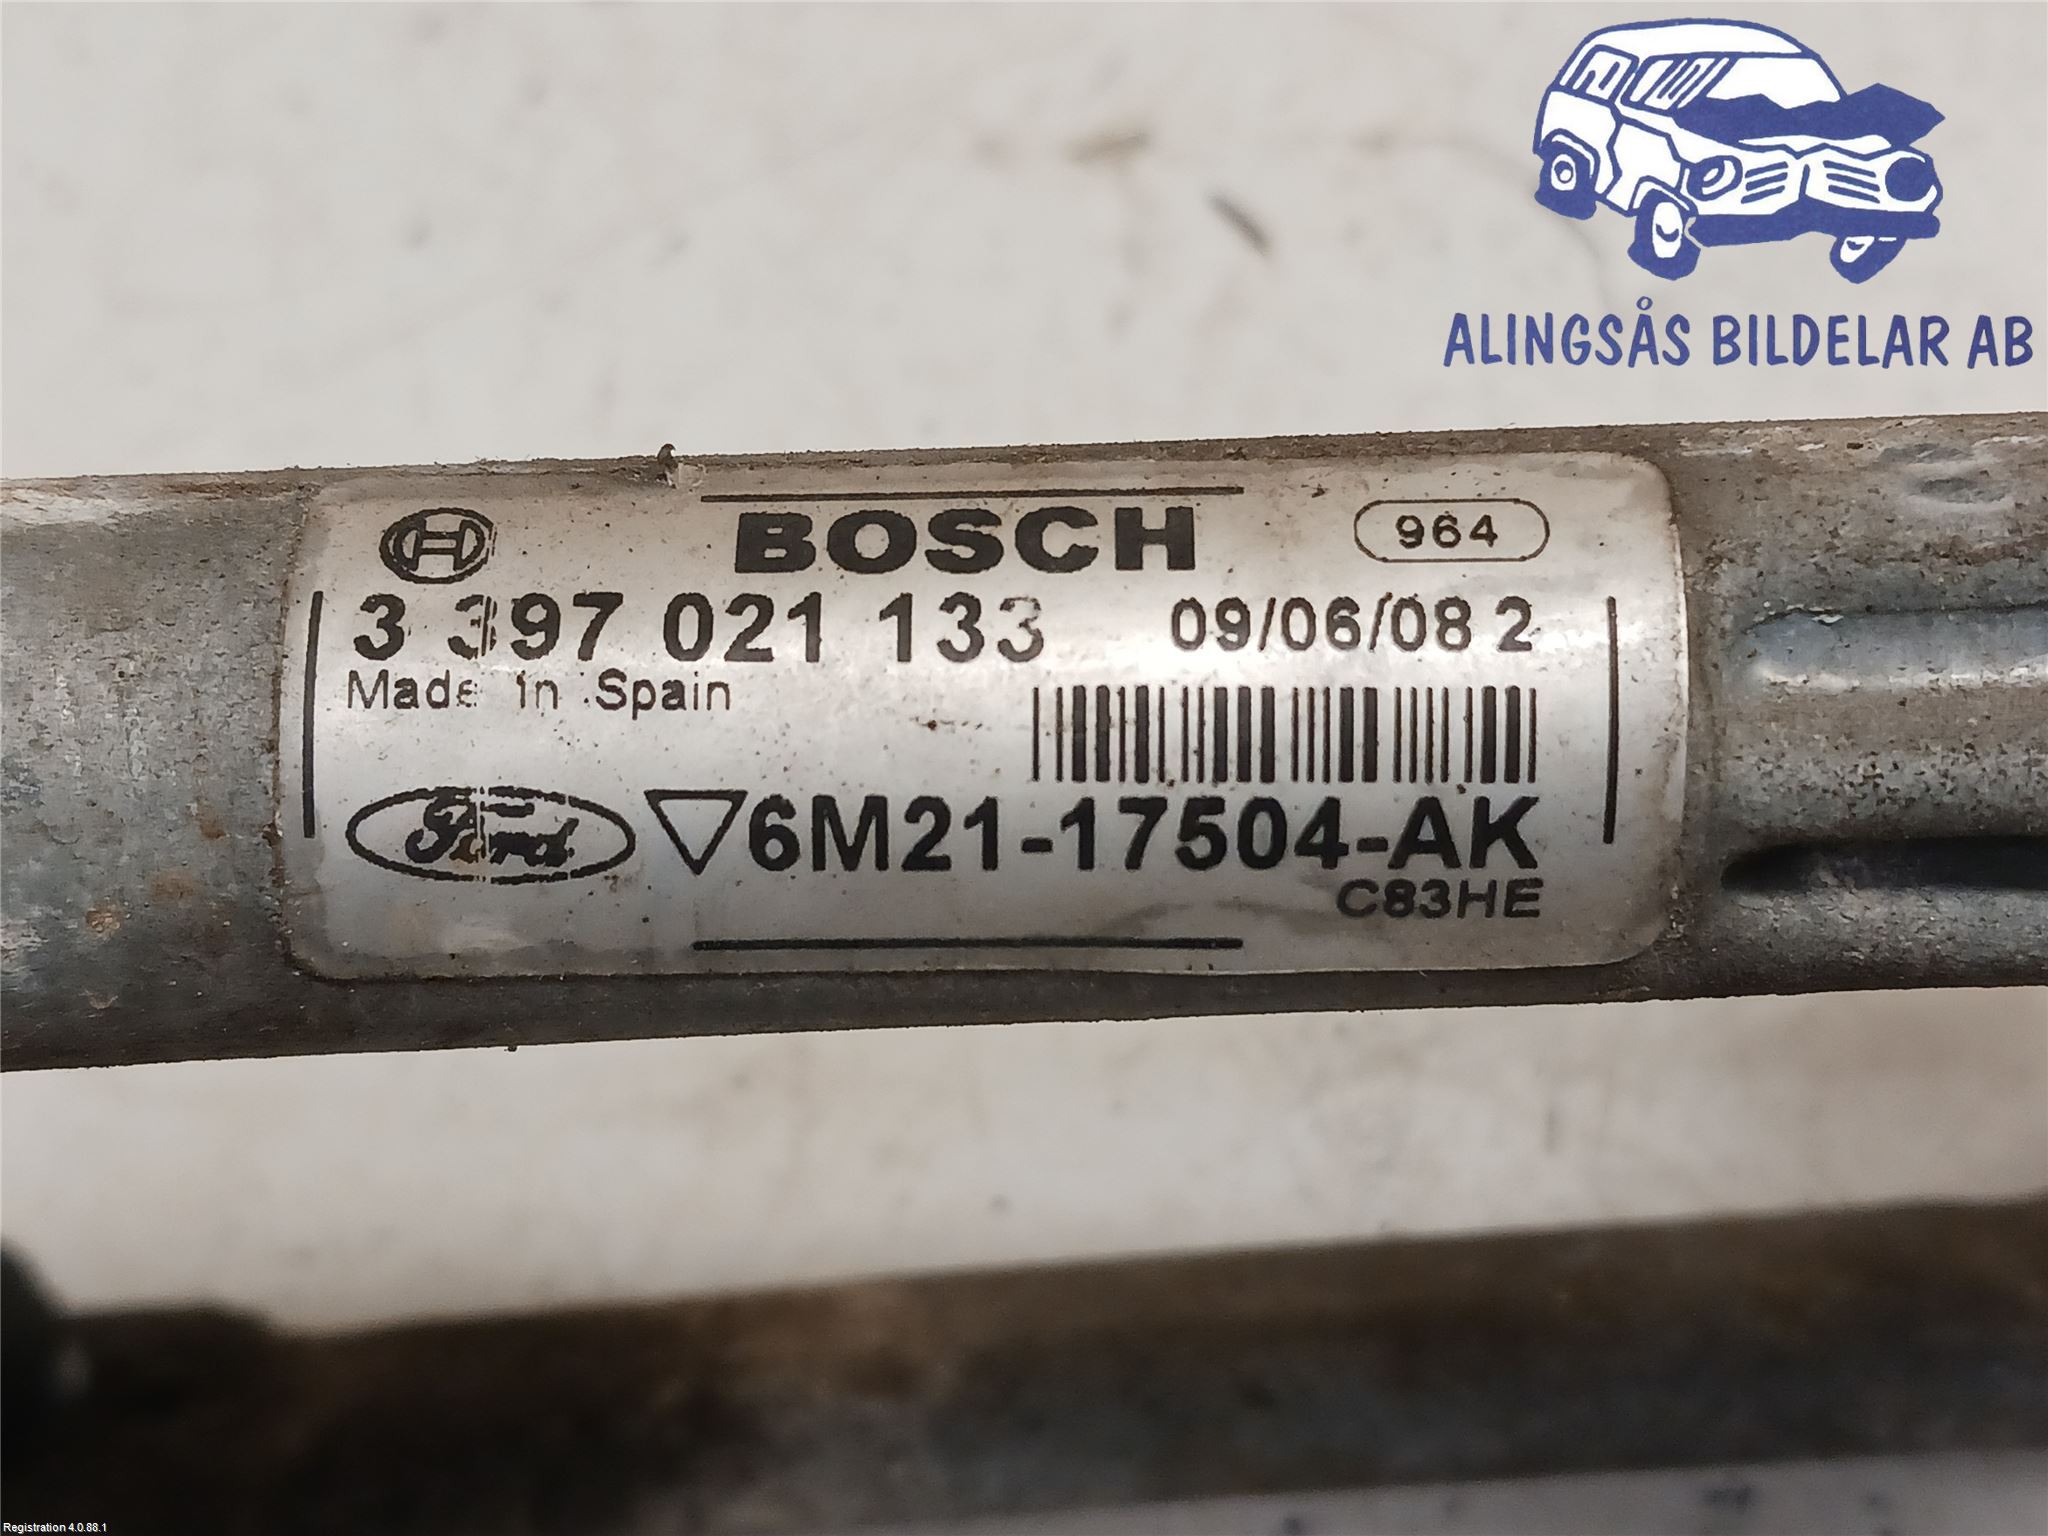 ALINGSÅS BILDELAR AB
BOSCH
964
3 397 021 133 09/06/08 2
Made in Spain
Ford 6M21-17504-AK
C83HE
Registration 4.0.88.1